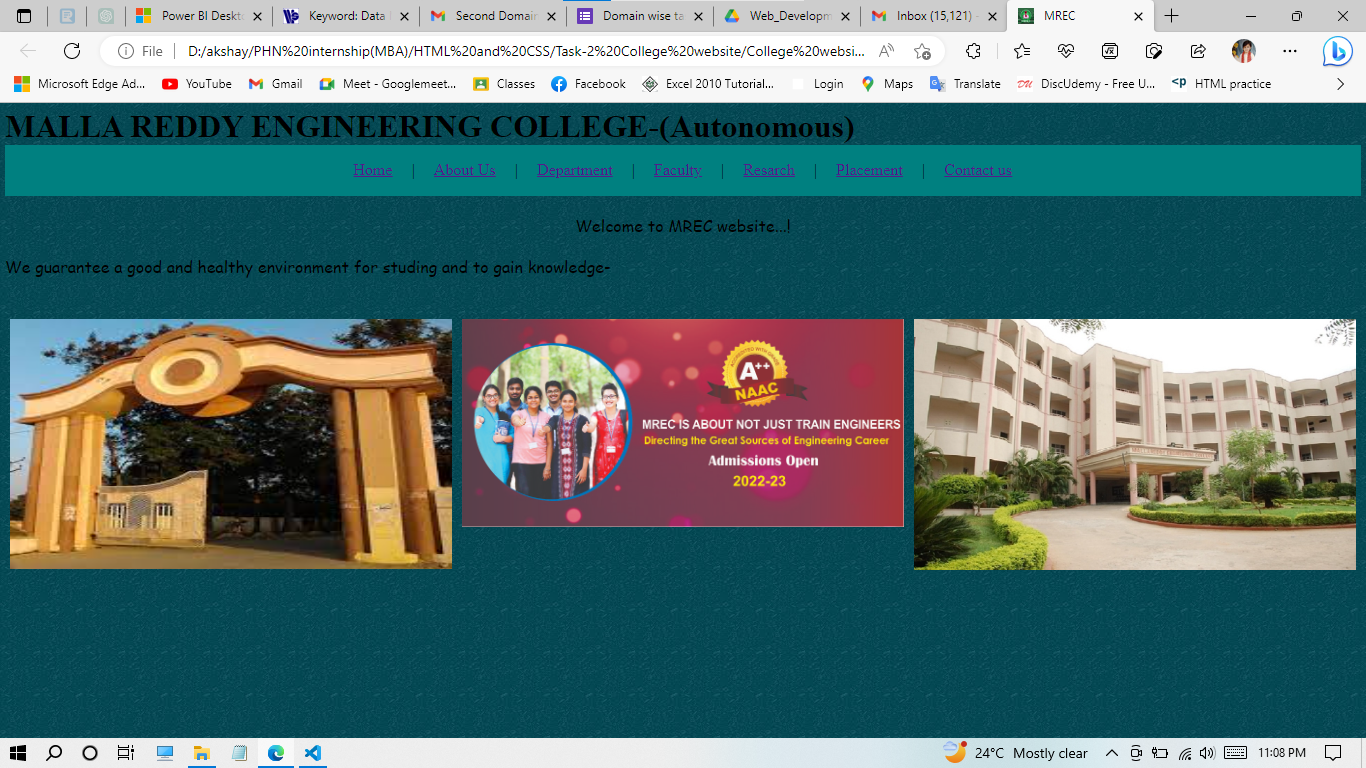 Power BI Deskt
Keyword: Data
Second Domain
Domain wise ta
Web_Developm
Inbox (15,121) -
MREC
File
D:/akshay/PHN%20internship(MBA)/HTML%20and%20CSS/Task-2%20College%20website/College%20websi...
Microsoft Edge Ad...
YouTube
Gmail
Meet - Googlemeet...
Classes
Facebook
Excel 2010 Tutorial...
Login
Maps
Translate
DU
DiscUdemy - Free U...
<p
HTML practice
MALLA REDDY ENGINEERING COLLEGE-(Autonomous)
Home | About Us | Department | Faculty | Resarch | Placement | Contact us
Welcome to MREC website...!
We guarantee a good and healthy environment for studing and to gain knowledge-
A++
NAAC
MREC IS ABOUT NOT JUST TRAIN ENGINEERS
Directing the Great Sources of Engineering Career
Admissions Open
2022-23
24°C Mostly clear
11:08 PM